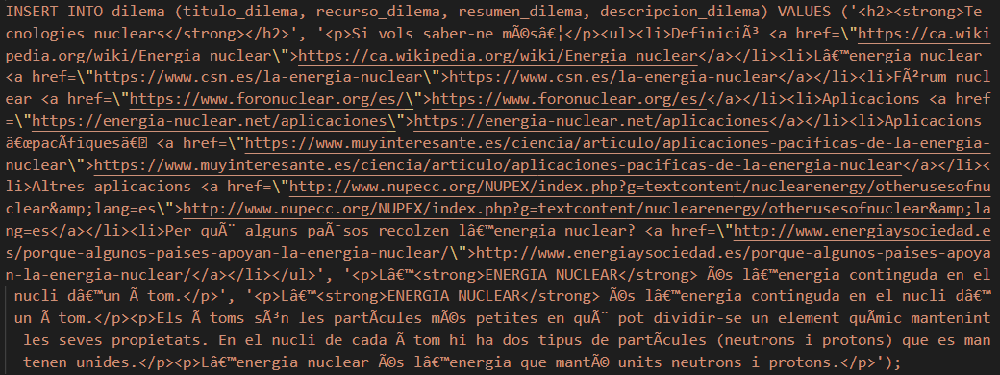 INSERT INTO dilema (titulo_dilema, recurso_dilema, resumen_dilema, descripcion_dilema) VALUES ('<h2><strong>Te
cnologies nuclears</strong></h2>', '<p>Si vols saber-ne mÃ©sâ€¦</p><ul><li>DefiniciÃ³ <a href=\"https://ca.wiki
pedia.org/wiki/Energia_nuclear\">https://ca.wikipedia.org/wiki/Energia_nuclear</a></li><li>Lâ€™energia nuclear
<a href=\"https://www.csn.es/la-energia-nuclear\">https://www.csn.es/la-energia-nuclear</a></li><li>FÃ²rum nucl
ear <a href=\"https://www.foronuclear.org/es/\">https://www.foronuclear.org/es/</a></li><li>Aplicacions <a href
=\"https://energia-nuclear.net/aplicaciones\">https://energia-nuclear.net/aplicaciones</a></li><li>Aplicacions
â€œpacÃ­fiquesâ€ <a href=\"https://www.muyinteresante.es/ciencia/articulo/aplicaciones-pacificas-de-la-energia-
nuclear\">https://www.muyinteresante.es/ciencia/articulo/aplicaciones-pacificas-de-la-energia-nuclear</a></li><
li>Altres aplicacions <a href=\"http://www.nupecc.org/NUPEX/index.php?g=textcontent/nuclearenergy/otherusesofnu
clear&amp;lang=es\">http://www.nupecc.org/NUPEX/index.php?g=textcontent/nuclearenergy/otherusesofnuclear&amp;la
ng=es</a></li><li>Per quÃ¨ alguns paÃ¯sos recolzen lâ€™energia nuclear? <a href=\"http://www.energiaysociedad.e
s/porque-algunos-paises-apoyan-la-energia-nuclear/\">http://www.energiaysociedad.es/porque-algunos-paises-apoya
n-la-energia-nuclear/</a></li></ul>', '<p>Lâ€™<strong>ENERGIA NUCLEAR</strong> Ã©s lâ€™energia continguda en el
nucli dâ€™un Ã tom.</p>', '<p>Lâ€™<strong>ENERGIA NUCLEAR</strong> Ã©s lâ€™energia continguda en el nucli dâ€™
un Ã tom.</p><p>Els Ã toms sÃ³n les partÃ­cules mÃ©s petites en quÃ¨ pot dividir-se un element quÃ­mic mantenint
les seves propietats. En el nucli de cada Ã tom hi ha dos tipus de partÃ­cules (neutrons i protons) que es man
tenen unides.</p><p>Lâ€™energia nuclear Ã©s lâ€™energia que mantÃ© units neutrons i protons.</p>');